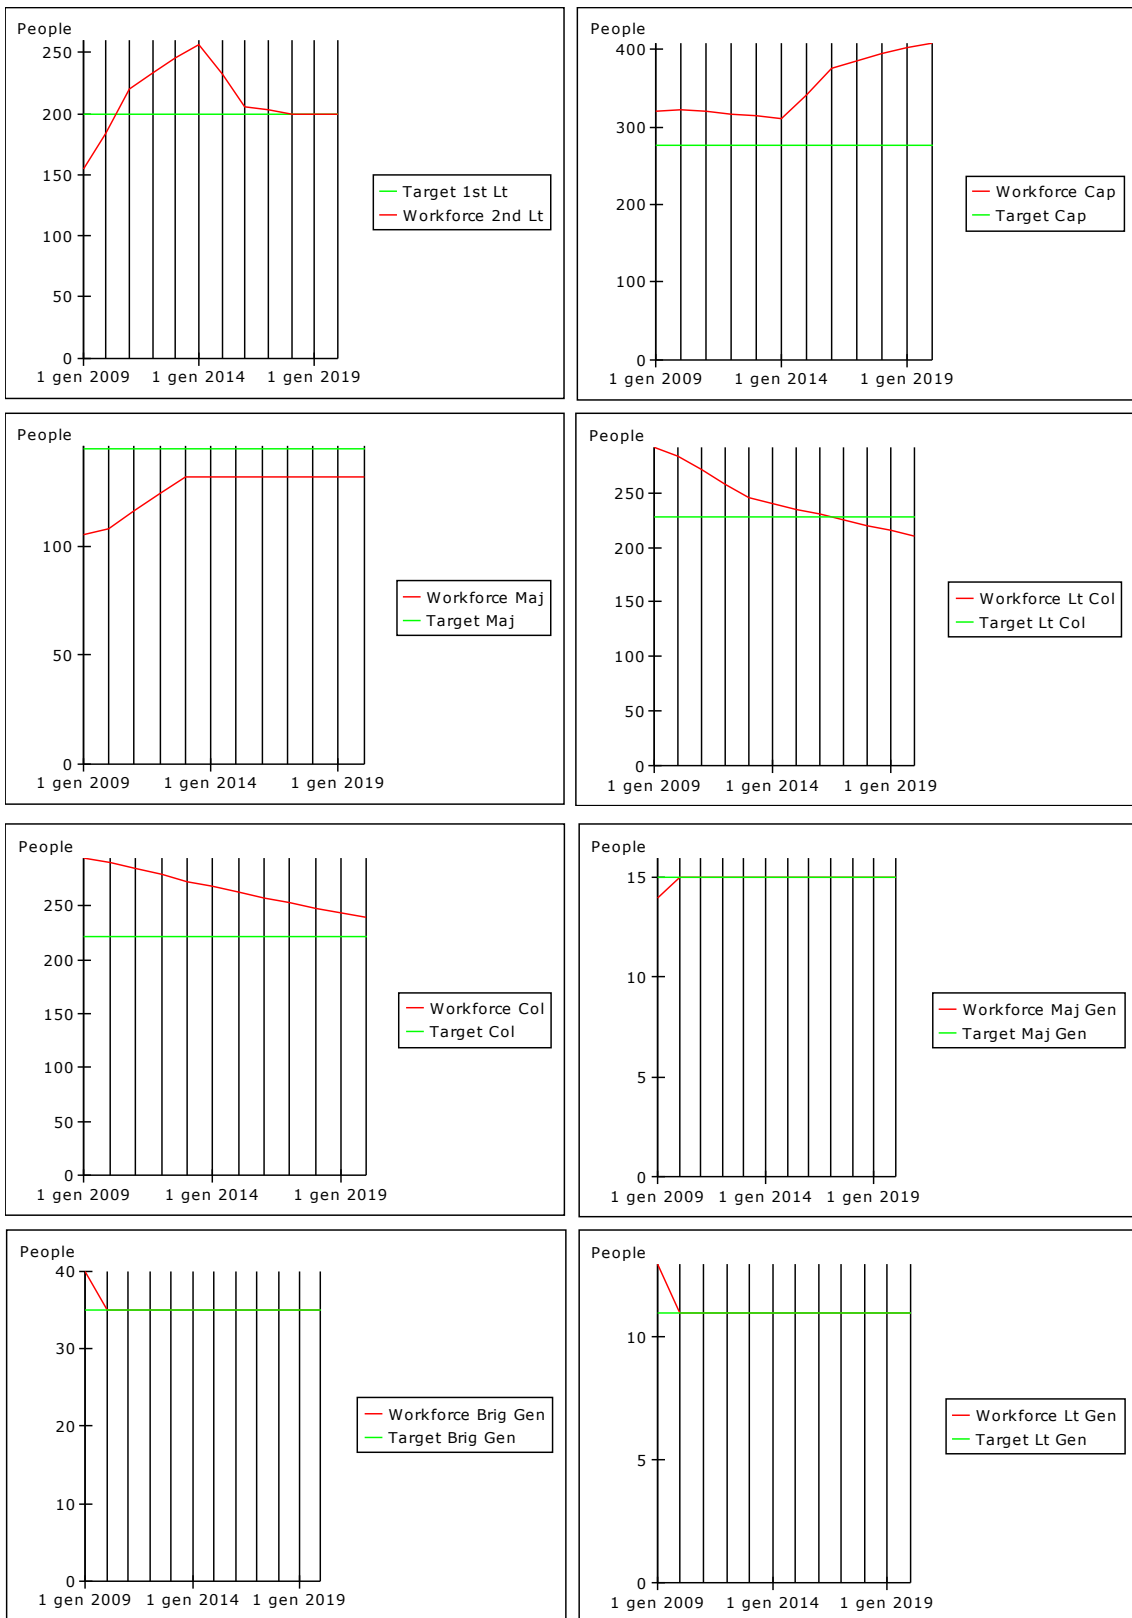 People
250
200
150
100
50
0
1 gen 2009 1 gen 2014 1 gen 2019
Target 1st Lt
Workforce 2nd Lt
People
400
300
200
100
0
1 gen 2009 1 gen 2014 1 gen 2019
Workforce Cap
Target Cap
People
100
50
0
1 gen 2009 1 gen 2014 1 gen 2019
Workforce Maj
Target Maj
People
250
200
150
100
50
0
1 gen 2009 1 gen 2014 1 gen 2019
Workforce Lt Col
Target Lt Col
People
250
200
150
100
50
0
1 gen 2009 1 gen 2014 1 gen 2019
Workforce Col
Target Col
People
15
10
5
0
1 gen 2009 1 gen 2014 1 gen 2019
Workforce Maj Gen
Target Maj Gen
People
40
30
20
10
0
1 gen 2009 1 gen 2014 1 gen 2019
Workforce Brig Gen
Target Brig Gen
People
10
5
0
1 gen 2009 1 gen 2014 1 gen 2019
Workforce Lt Gen
Target Lt Gen